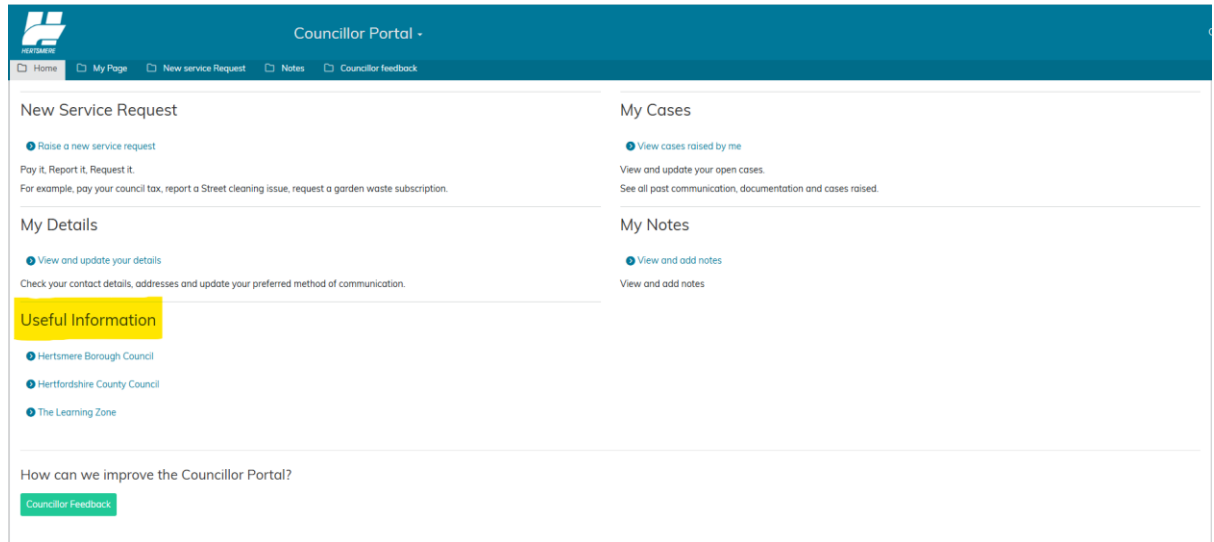 HERTSMERE
Councillor Portal
Home
My Page
New service Request
Notes
Councillor feedback
New Service Request
Raise a new service request
Pay it, Report it, Request it.
For example, pay your council tax, report a Street cleaning issue, request a garden waste subscription.
My Cases
View cases raised by me
View and update your open cases.
See all past communication, documentation and cases raised.
My Details
View and update your details
Check your contact details, addresses and update your preferred method of communication.
My Notes
View and add notes
View and add notes
Useful Information
Hertsmere Borough Council
Hertfordshire County Council
The Learning Zone
How can we improve the Councillor Portal?
Councillor Feedback